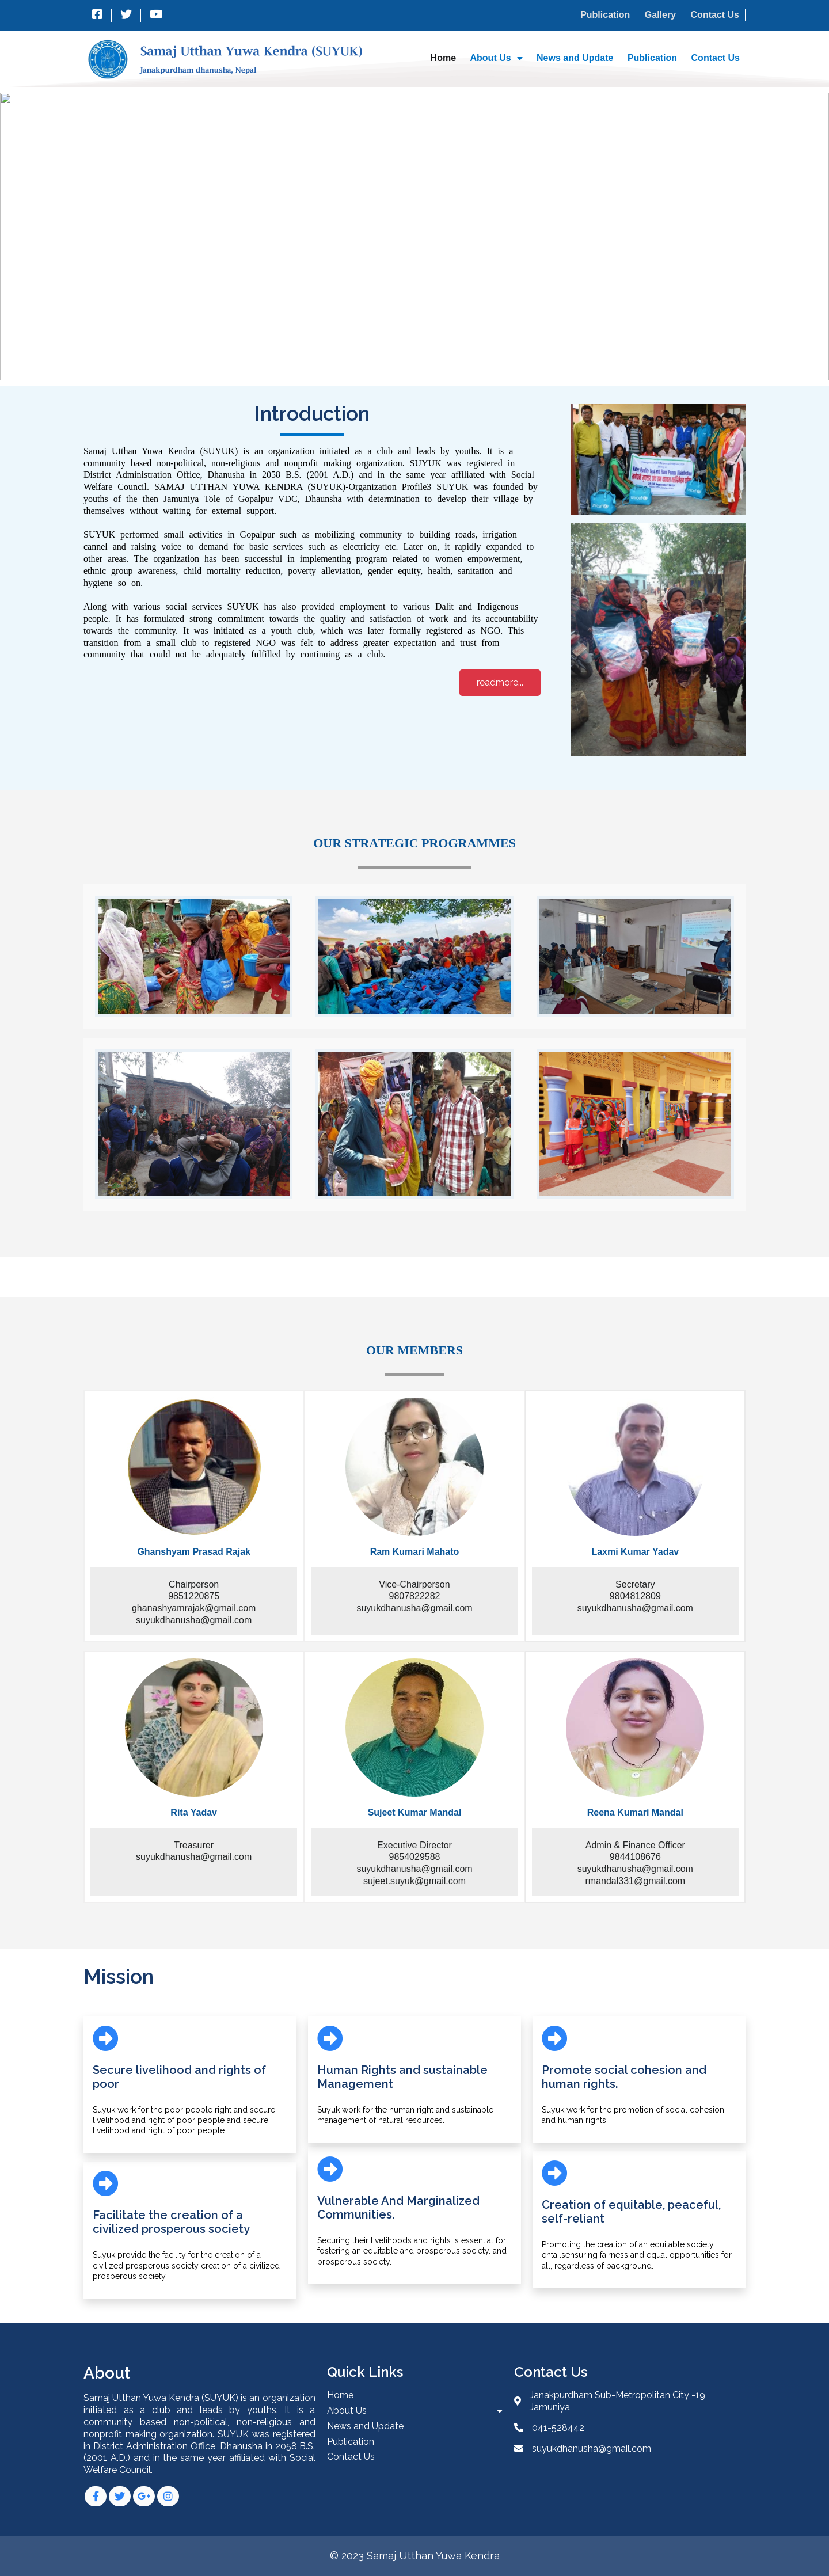 Publication
Gallery
Contact Us
Samaj Utthan Yuwa Kendra (SUYUK)
Janakpurdham dhanusha, Nepal
Home
About Us
News and Update
Publication
Contact Us
Introduction
Samaj Utthan Yuwa Kendra (SUYUK) is an organization initiated as a club and leads by youths. It is a
community based non-political, non-religious and nonprofit making organization. SUYUK was registered in
District Administration Office, Dhanusha in 2058 B.S. (2001 A.D.) and in the same year affiliated with Social
Welfare Council. SAMAJ UTTHAN YUWA KENDRA (SUYUK)-Organization Profile3 SUYUK was founded by
youths of the then Jamuniya Tole of Gopalpur VDC, Dhaunsha with determination to develop their village by
themselves without waiting for external support.
SUYUK performed small activities in Gopalpur such as mobilizing community to building roads, irrigation
cannel and raising voice to demand for basic services such as electricity etc. Later on, it rapidly expanded to
other areas. The organization has been successful in implementing program related to women empowerment,
ethnic group awareness, child mortality reduction, poverty alleviation, gender equity, health, sanitation and
hygiene so on.
Along with various social services SUYUK has also provided employment to various Dalit and Indigenous
people. It has formulated strong commitment towards the quality and satisfaction of work and its accountability
towards the community. It was initiated as a youth club, which was later formally registered as NGO. This
transition from a small club to registered NGO was felt to address greater expectation and trust from
community that could not be adequately fulfilled by continuing as a club.
readmore...
OUR STRATEGIC PROGRAMMES
OUR MEMBERS
Ghanshyam Prasad Rajak
Chairperson
9851220875
ghanashyamrajak@gmail.com
suyukdhanusha@gmail.com
Ram Kumari Mahato
Vice-Chairperson
9807822282
suyukdhanusha@gmail.com
Laxmi Kumar Yadav
Secretary
9804812809
suyukdhanusha@gmail.com
Rita Yadav
Treasurer
suyukdhanusha@gmail.com
Sujeet Kumar Mandal
Executive Director
9854029588
suyukdhanusha@gmail.com
sujeet.suyuk@gmail.com
Reena Kumari Mandal
Admin & Finance Officer
9844108676
suyukdhanusha@gmail.com
rmandal331@gmail.com
Mission
Secure livelihood and rights of
poor
Suyuk work for the poor people right and secure
livelihood and right of poor people and secure
livelihood and right of poor people
Human Rights and sustainable
Management
Suyuk work for the human right and sustainable
management of natural resources.
Promote social cohesion and
human rights.
Suyuk work for the promotion of social cohesion
and human rights.
Facilitate the creation of a
civilized prosperous society
Suyuk provide the facility for the creation of a
civilized prosperous society creation of a civilized
prosperous society
Vulnerable And Marginalized
Communities.
Securing their livelihoods and rights is essential for
fostering an equitable and prosperous society. and
prosperous society.
Creation of equitable, peaceful,
self-reliant
Promoting the creation of an equitable society
entailsensuring fairness and equal opportunities for
all, regardless of background.
About
Samaj Utthan Yuwa Kendra (SUYUK) is an organization
initiated as a club and leads by youths. It is a
community based non-political, non-religious and
nonprofit making organization. SUYUK was registered
in District Administration Office, Dhanusha in 2058 B.S.
(2001 A.D.) and in the same year affiliated with Social
Welfare Council.
Quick Links
Home
About Us
News and Update
Publication
Contact Us
Contact Us
Janakpurdham Sub-Metropolitan City -19,
Jamuniya
041-528442
suyukdhanusha@gmail.com
© 2023 Samaj Utthan Yuwa Kendra